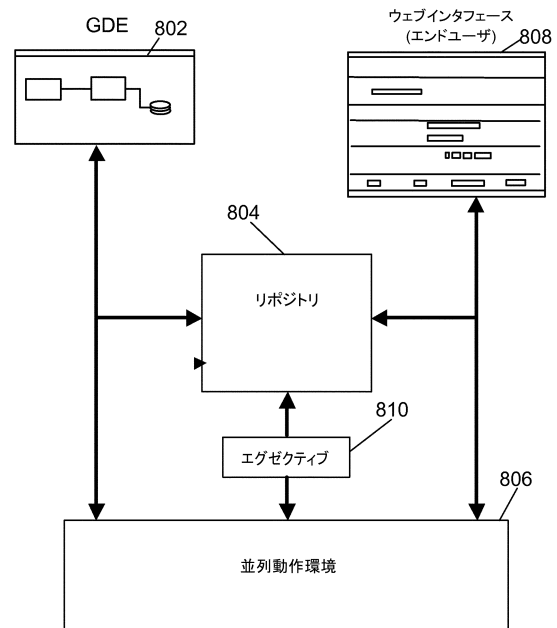 GDE
802
ウェブインタフェース
(エンドユーザ)
808
804
リポジトリ
810
エグゼクティブ
806
並列動作環境